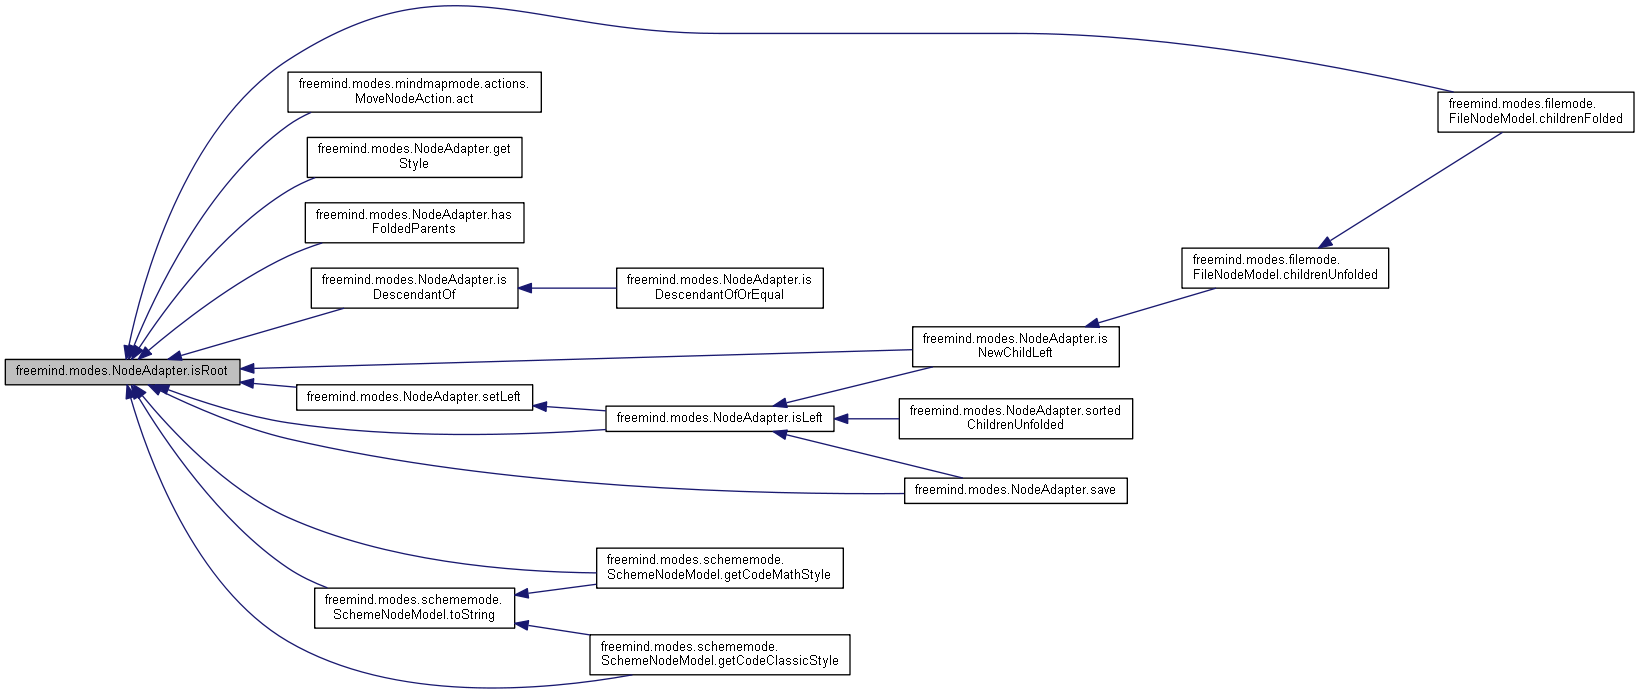 freemind.modes.mindmapmode.actions.
MoveNodeAction.act
freemind.modes.filemode.
FileNodeModel.childrenFolded
freemind.modes.NodeAdapter.get
Style
freemind.modes.NodeAdapter.has
FoldedParents
freemind.modes.NodeAdapter.is
DescendantOf
freemind.modes.NodeAdapter.is
DescendantOfOrEqual
freemind.modes.filemode.
FileNodeModel.childrenUnfolded
freemind.modes.NodeAdapter.is
NewChildLeft
freemind.modes.NodeAdapter.isRoot
freemind.modes.NodeAdapter.setLeft
freemind.modes.NodeAdapter.isLeft
freemind.modes.NodeAdapter.sorted
ChildrenUnfolded
freemind.modes.NodeAdapter.save
freemind.modes.schememode.
SchemeNodeModel.getCodeMathStyle
freemind.modes.schememode.
SchemeNodeModel.toString
freemind.modes.schememode.
SchemeNodeModel.getCodeClassicStyle